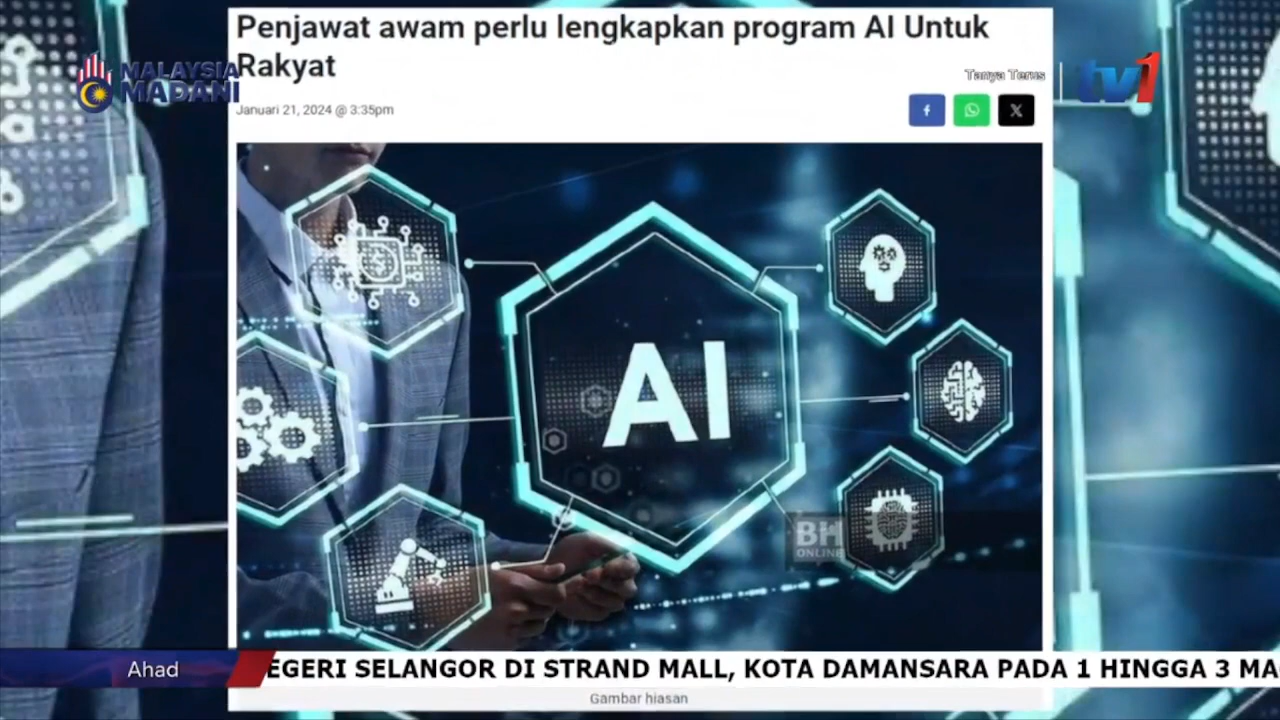 Penjawat awam perlu lengkapkan program AI Untuk
Rakyat
MALAYSIA
MADANI
Tanya Terus
tv1
Januari 21, 2024 @ 3:35pm
f
X
AI
BH
ONLINE
Ahad
EGERI SELANGOR DI STRAND MALL, KOTA DAMANSARA PADA 1 HINGGA 3 MA
Gambar hiasan